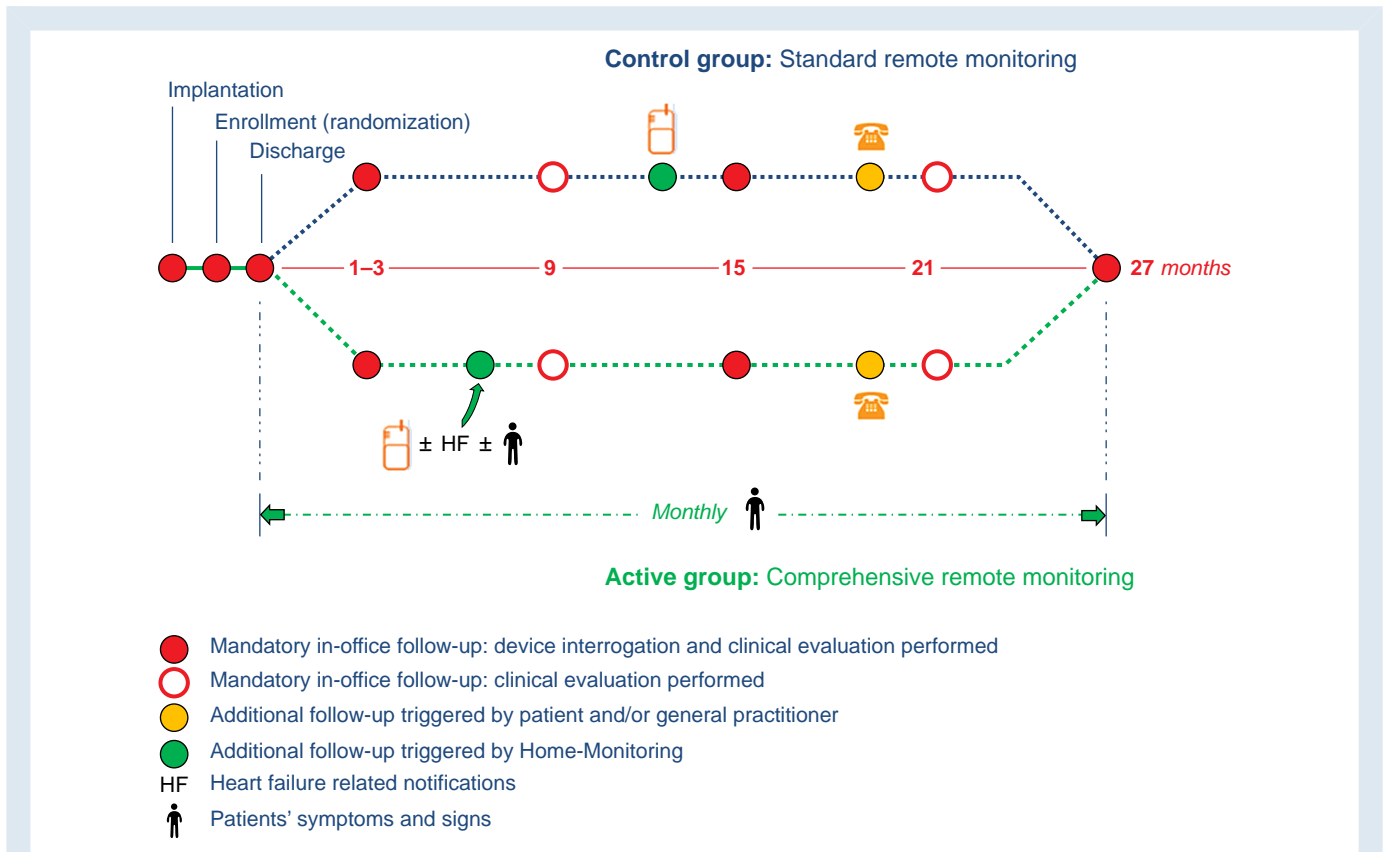 Control group: Standard remote monitoring
Implantation
Enrollment (randomization)
Discharge
1–3 9 15 21 27 months
± HF ±
Monthly
Active group: Comprehensive remote monitoring
Mandatory in-office follow-up: device interrogation and clinical evaluation performed
Mandatory in-office follow-up: clinical evaluation performed
Additional follow-up triggered by patient and/or general practitioner
Additional follow-up triggered by Home-Monitoring
HF Heart failure related notifications
Patients’ symptoms and signs